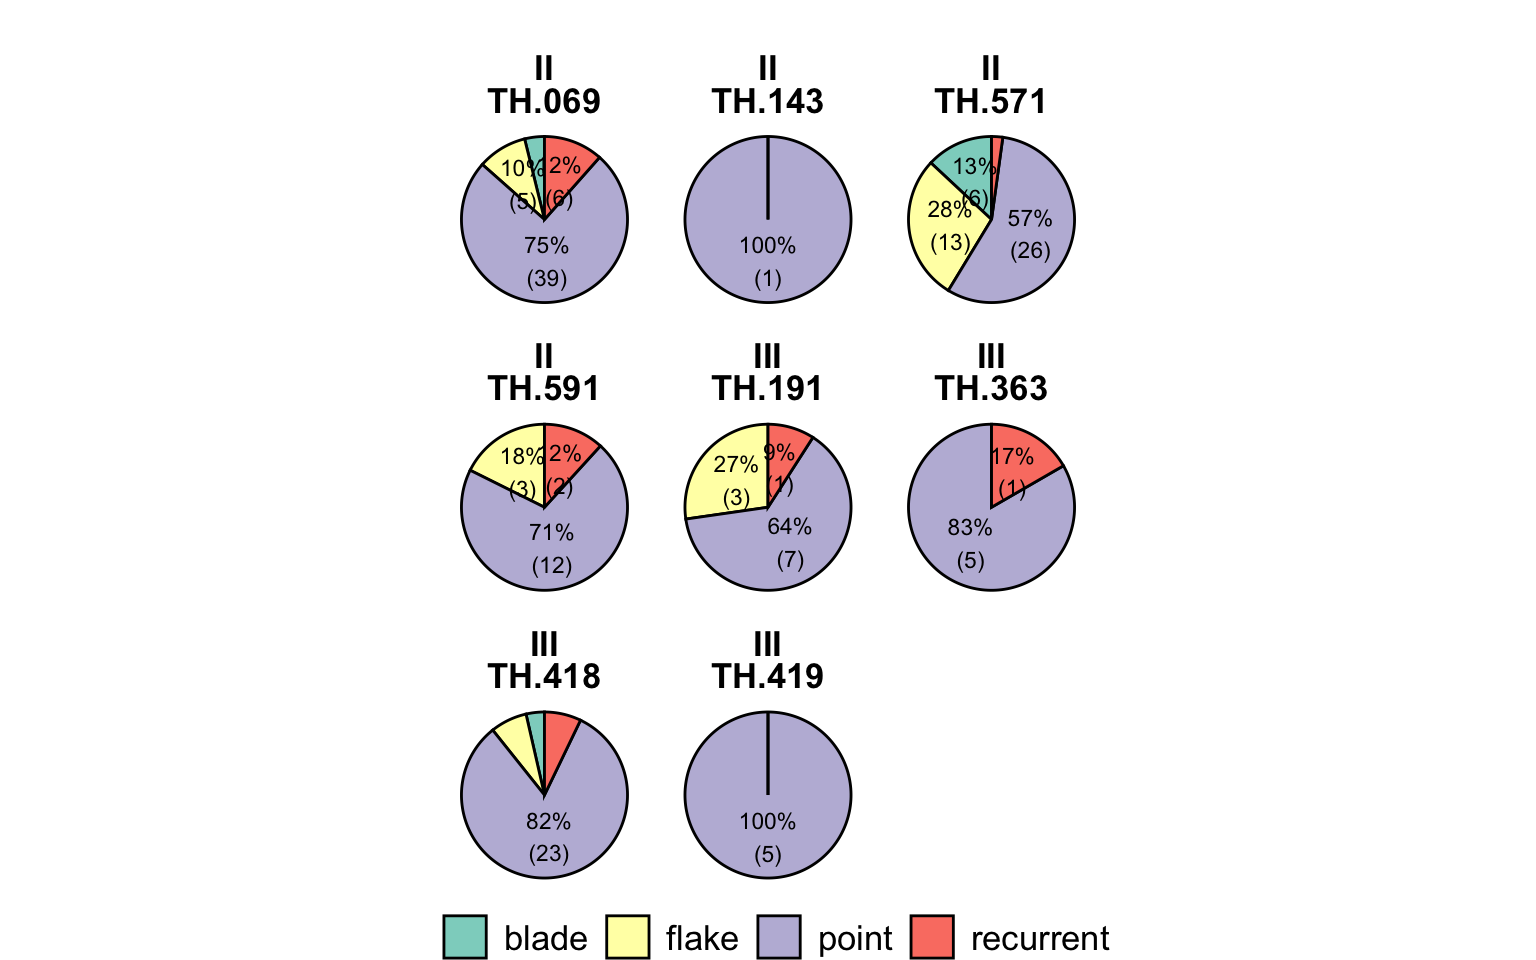 II
TH.069
II
TH.143
II
TH.571
10%
(5)
2%
(6)
75%
(39)
100%
(1)
13%
(6)
28%
(13)
57%
(26)
II
TH.591
III
TH.191
III
TH.363
18%
(3)
2%
(2)
71%
(12)
27%
(3)
9%
(1)
64%
(7)
17%
(1)
83%
(5)
III
TH.418
III
TH.419
82%
(23)
100%
(5)
blade
flake
point
recurrent